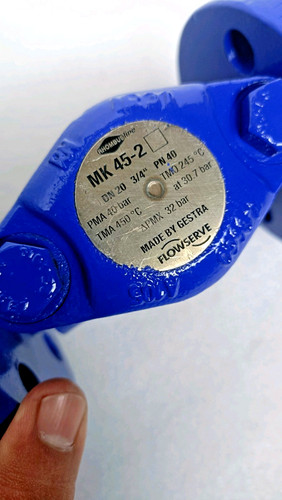 RHOMBUSline
MK 45-2
DN 20 3/4" PN 40
PMA 40 bar TMO 245 °C
TMA 450 °C at 30.7 bar
ΔPMX 32 bar
MADE BY GESTRA
FLOWSERVE